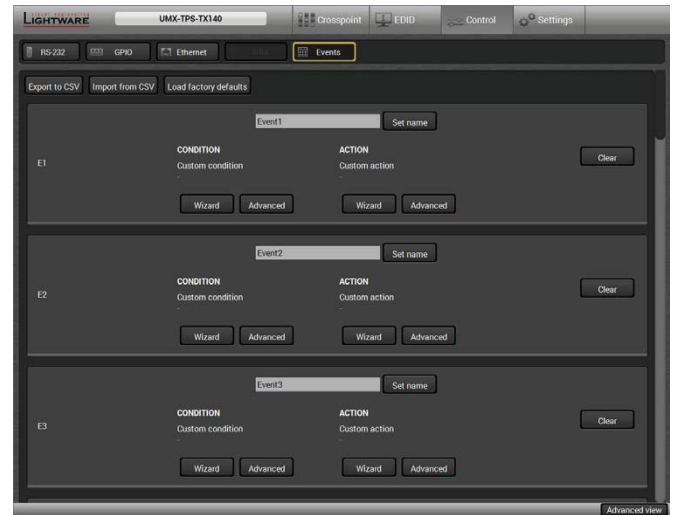 LIGHTWARE UMX-TPS-TX140 Crosspoint EDID Control Settings
RS-232 GPIO Ethernet Infra Events
Export to CSV Import from CSV Load factory defaults
Event1 Set name
CONDITION ACTION
E1 Custom condition Custom action Clear
-
Wizard Advanced Wizard Advanced
Event2 Set name
CONDITION ACTION
E2 Custom condition Custom action Clear
-
Wizard Advanced Wizard Advanced
Event3 Set name
CONDITION ACTION
E3 Custom condition Custom action Clear
-
Wizard Advanced Wizard Advanced
Advanced view